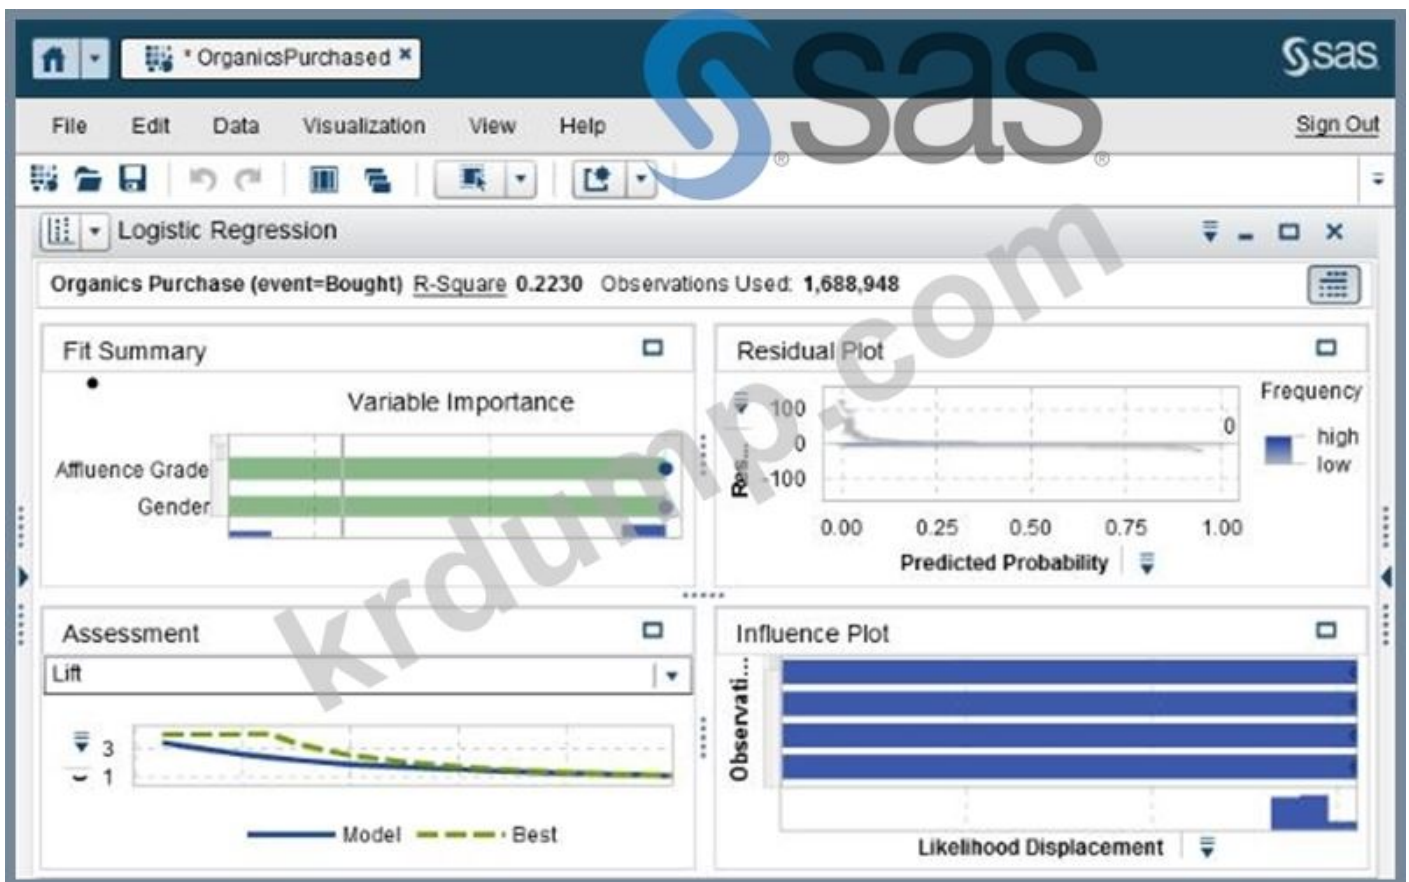 * OrganicsPurchased ×
sas
sas
File Edit Data Visualization View Help Sign Out
Logistic Regression
Organics Purchase (event=Bought) R-Square 0.2230 Observations Used: 1,688,948
Fit Summary
Variable Importance
Affluence Grade
Gender
Residual Plot
Res...
100
0
-100
0
0.00 0.25 0.50 0.75 1.00
Predicted Probability
Frequency
high
low
Assessment
Lift
3
1
Model Best
Influence Plot
Observati...
Likelihood Displacement
krdump.com